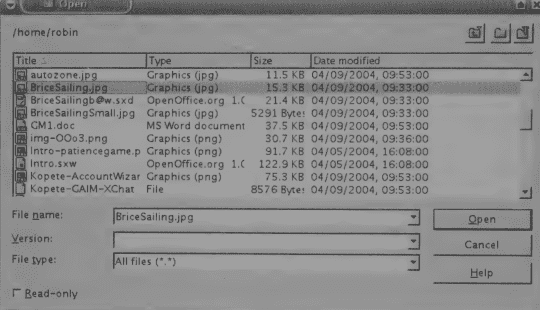 Open
/home/robin
Title Type Size Date modified
autozone.jpg Graphics (jpg) 11.5 KB 04/09/2004, 09:53:00
BriceSailing.jpg Graphics (jpg) 15.3 KB 04/09/2004, 09:33:00
BriceSailingb@w.sxd OpenOffice.org 1.0 21.4 KB 04/09/2004, 09:33:00
BriceSailingSmall.jpg Graphics (jpg) 5291 Byte: 04/09/2004, 09:53:00
CM1.doc MS Word document 37.5 KB 04/09/2004, 09:53:00
img-OOo3.png Graphics (png) 30.7 KB 04/09/2004, 09:36:00
Intro-patiencegame.p Graphics (png) 91.7 KB 04/05/2004, 16:08:00
Intro.sxw OpenOffice.org 1.0 122.9 KB 04/05/2004, 16:08:00
Kopete-AccountWizar Graphics (png) 75.3 KB 04/09/2004, 09:53:00
Kopete-GAIM-XChat File 8576 Byte: 04/09/2004, 09:53:00
File name: BriceSailing.jpg Open
Version: Cancel
File type: All files (*.*)
Help
Read-only